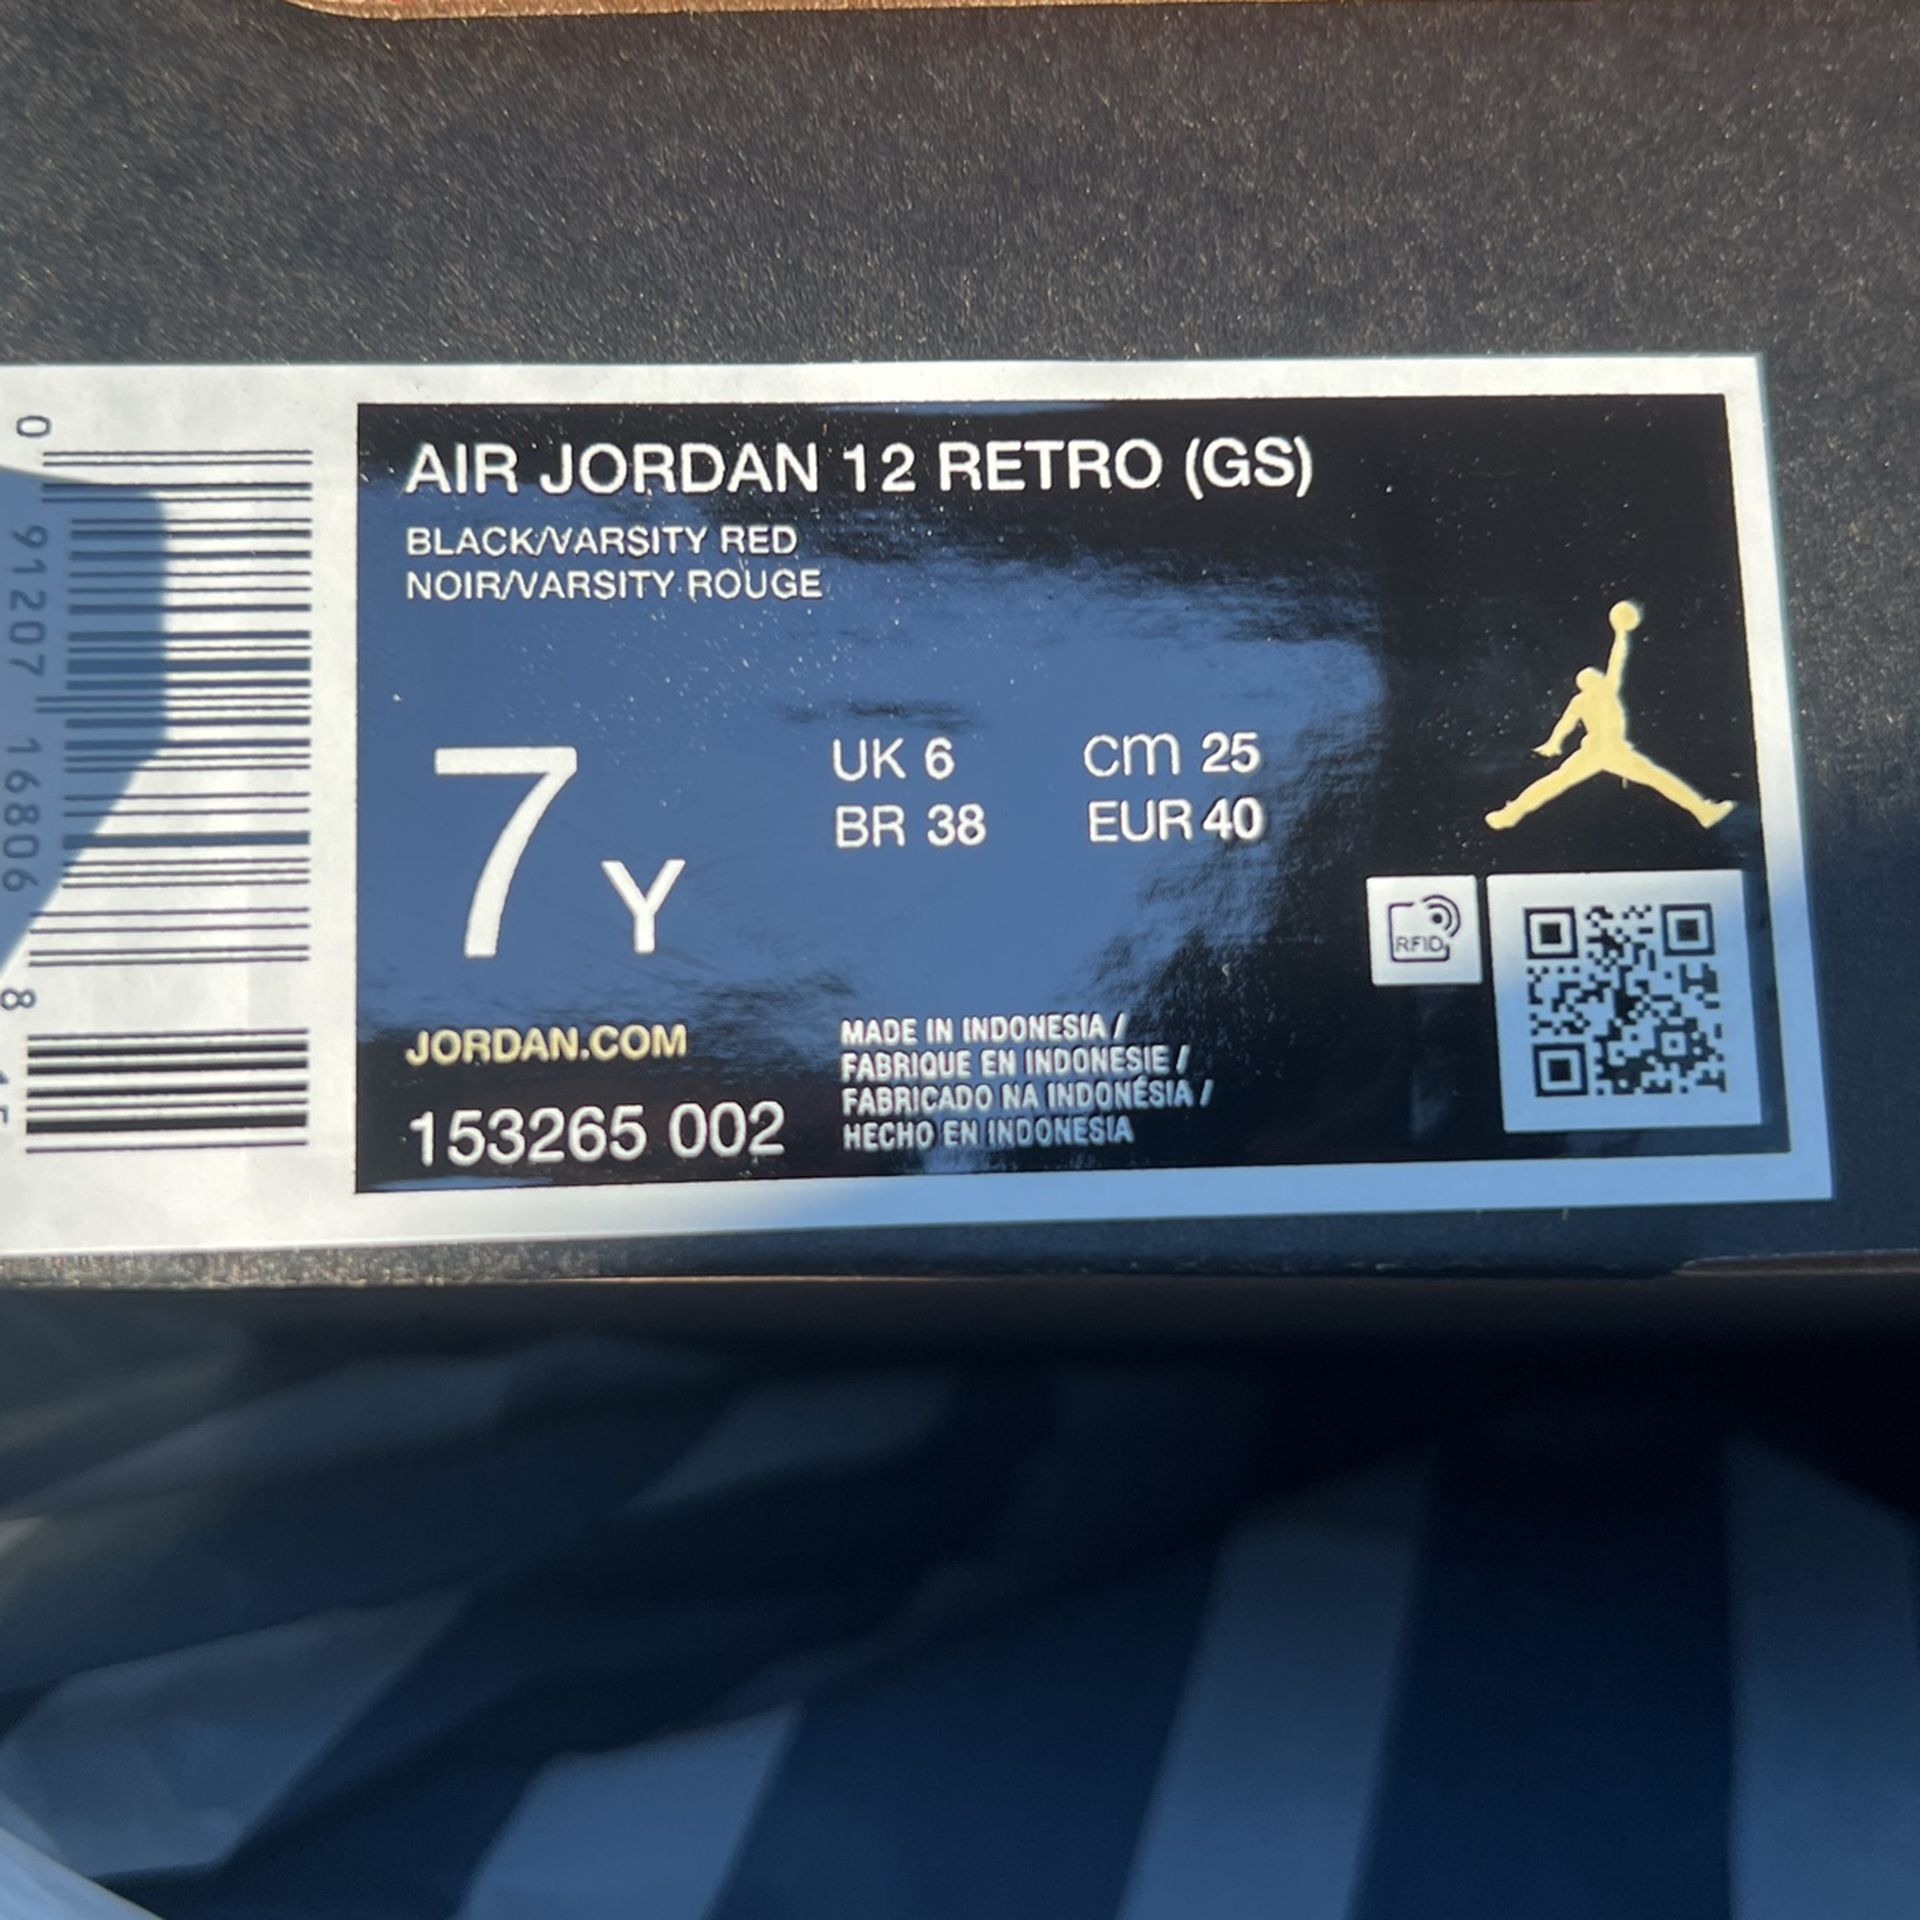 AIR JORDAN 12 RETRO (GS)
BLACK/VARSITY RED
NOIR/VARSITY ROUGE
7 Y
UK 6 CM 25
BR 38 EUR 40
RFID
JORDAN.COM
153265 002
MADE IN INDONESIA /
FABRIQUE EN INDONESIE /
FABRICADO NA INDONÉSIA /
HECHO EN INDONESIA
0 91207 16806 8